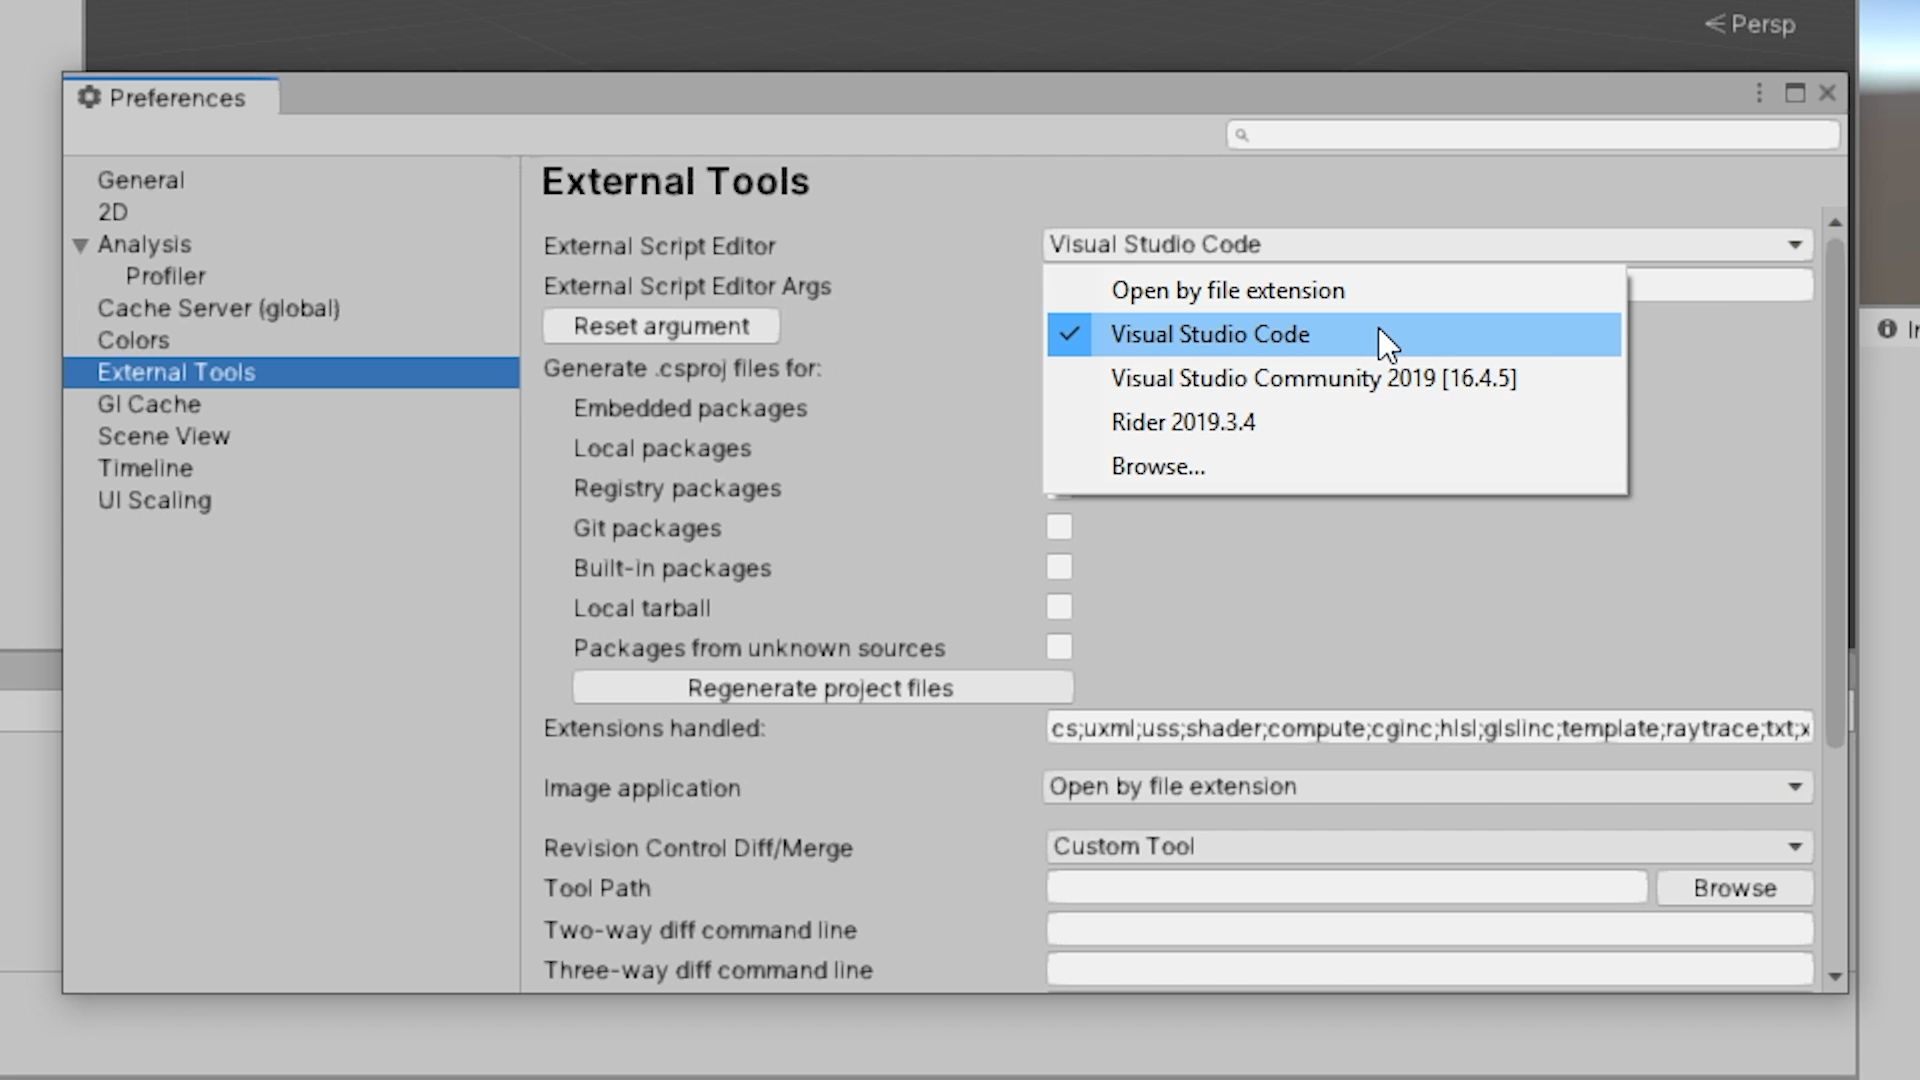 Persp
Preferences
General
2D
Analysis
Profiler
Cache Server (global)
Colors
External Tools
GI Cache
Scene View
Timeline
UI Scaling
External Tools
External Script Editor
Visual Studio Code
External Script Editor Args
Reset argument
Open by file extension
Visual Studio Code
Visual Studio Community 2019 [16.4.5]
Rider 2019.3.4
Browse...
Generate .csproj files for:
Embedded packages
Local packages
Registry packages
Git packages
Built-in packages
Local tarball
Packages from unknown sources
Regenerate project files
Extensions handled:
cs;uxml;uss;shader;compute;cginc;hlsl;glslinc;template;raytrace;txt;x
Image application
Open by file extension
Revision Control Diff/Merge
Custom Tool
Tool Path
Browse
Two-way diff command line
Three-way diff command line